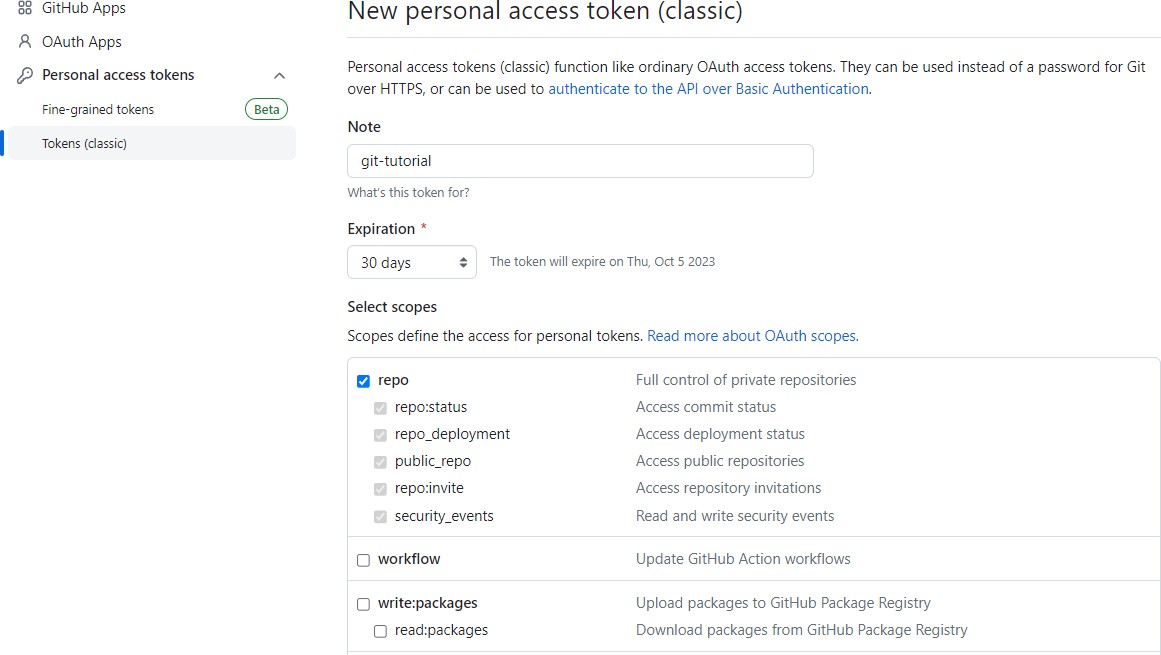 GitHub Apps
OAuth Apps
Personal access tokens
Fine-grained tokens Beta
Tokens (classic)
New personal access token (classic)
Personal access tokens (classic) function like ordinary OAuth access tokens. They can be used instead of a password for Git
over HTTPS, or can be used to authenticate to the API over Basic Authentication.
Note
git-tutorial
What's this token for?
Expiration *
30 days The token will expire on Thu, Oct 5 2023
Select scopes
Scopes define the access for personal tokens. Read more about OAuth scopes.
repo Full control of private repositories
repo:status Access commit status
repo_deployment Access deployment status
public_repo Access public repositories
repo:invite Access repository invitations
security_events Read and write security events
workflow Update GitHub Action workflows
write:packages Upload packages to GitHub Package Registry
read:packages Download packages from GitHub Package Registry